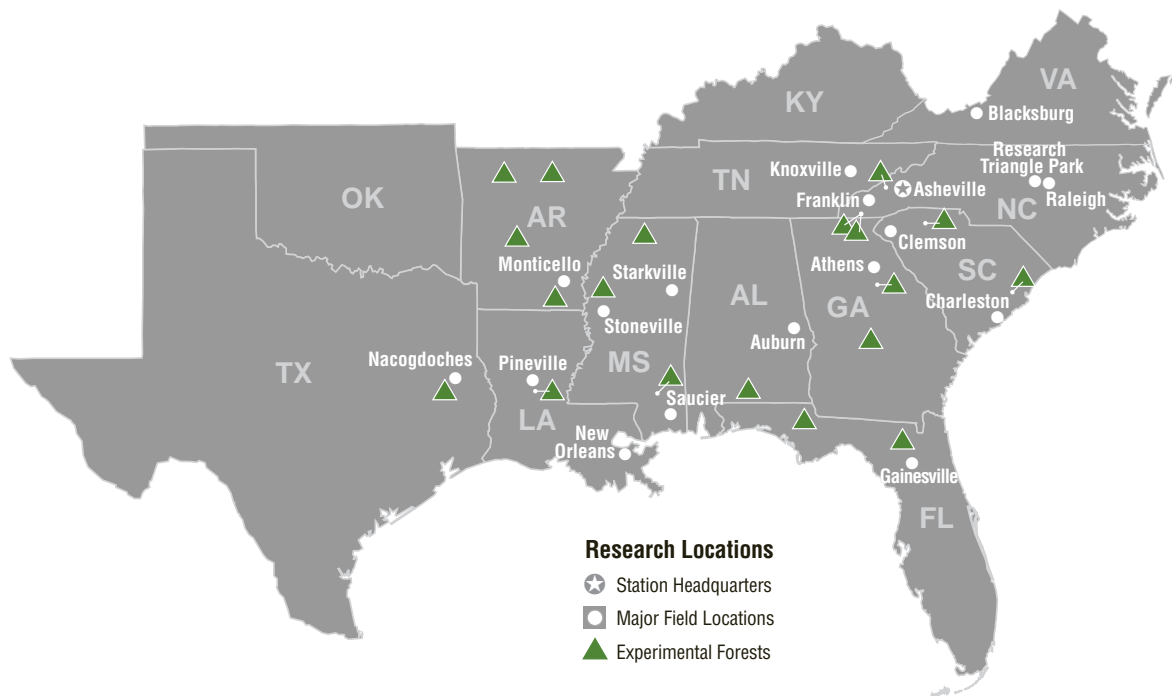 VA
KY
Blacksburg
Research
Triangle Park
Knoxville
TN
Asheville
Raleigh
Franklin
NC
OK
AR
Clemson
Monticello
Starkville
Athens
SC
AL
Charleston
GA
Stoneville
Auburn
MS
Nacogdoches
Pineville
TX
Saucier
LA
New
Orleans
Gainesville
FL
Research Locations
Station Headquarters
Major Field Locations
Experimental Forests